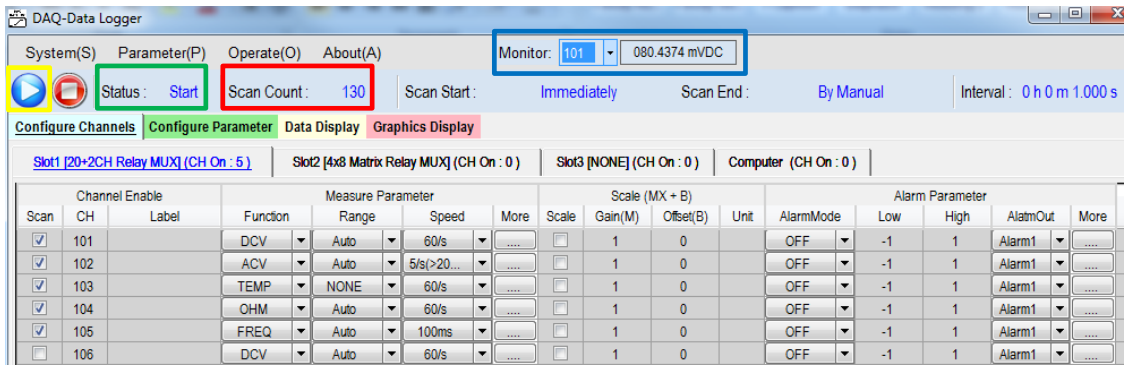 DAQ-Data Logger
System(S) Parameter(P) Operate(O) About(A) Monitor: 101 080.4374 mVDC
Status : Start Scan Count : 130 Scan Start : Immediately Scan End : By Manual Interval : 0 h 0 m 1.000 s
Configure Channels Configure Parameter Data Display Graphics Display
Slot1 [20+2CH Relay MUX] (CH On : 5 ) Slot2 [4x8 Matrix Relay MUX] (CH On : 0 ) Slot3 [NONE] (CH On : 0 ) Computer (CH On : 0 )
Channel Enable Measure Parameter Scale (MX + B) Alarm Parameter
Scan CH Label Function Range Speed More Scale Gain(M) Offset(B) Unit AlarmMode Low High AlatmOut More
101 DCV Auto 60/s .... 1 0 OFF -1 1 Alarm1 ....
102 ACV Auto 5/s(>20... .... 1 0 OFF -1 1 Alarm1 ....
103 TEMP NONE 60/s .... 1 0 OFF -1 1 Alarm1 ....
104 OHM Auto 60/s .... 1 0 OFF -1 1 Alarm1 ....
105 FREQ Auto 100ms .... 1 0 OFF -1 1 Alarm1 ....
106 DCV Auto 60/s .... 1 0 OFF -1 1 Alarm1 ....